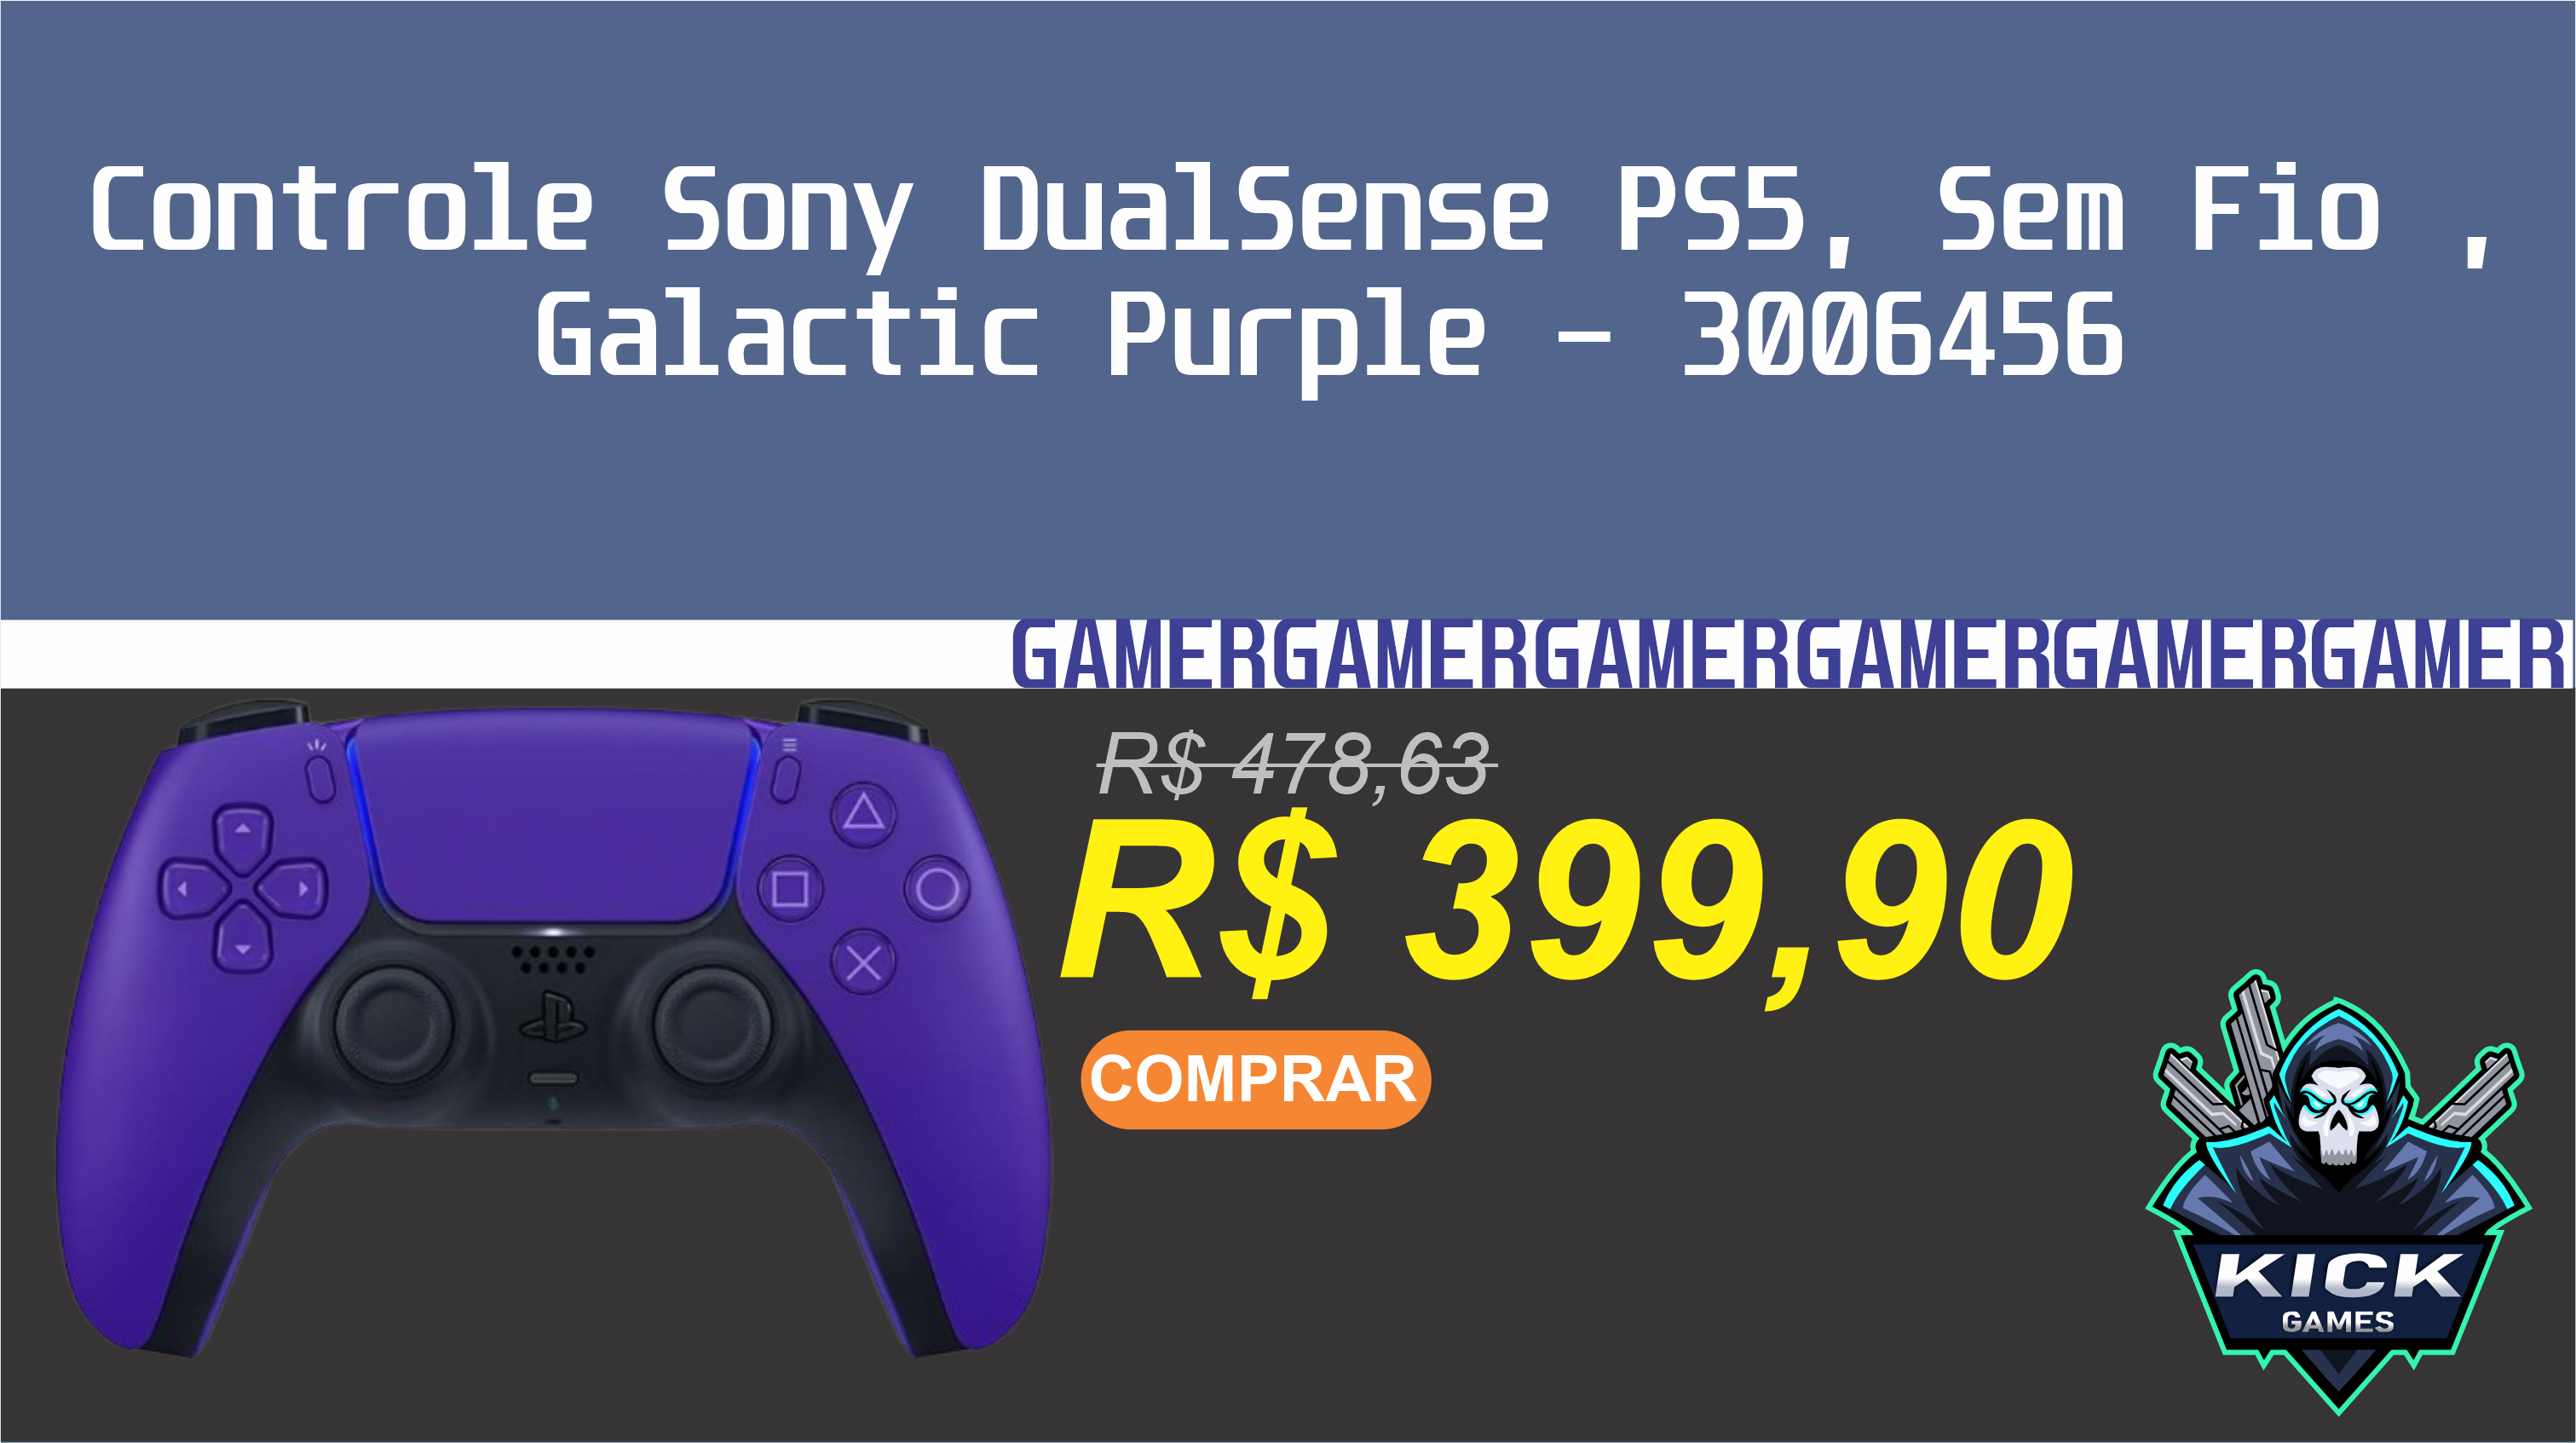 Controle Sony DualSense PS5, Sem Fio ,
Galactic Purple - 3006456
GAMERGAMERGAMERGAMERGAMERGAMER
R$ 478,63
R$ 399,90
COMPRAR
KICK
GAMES